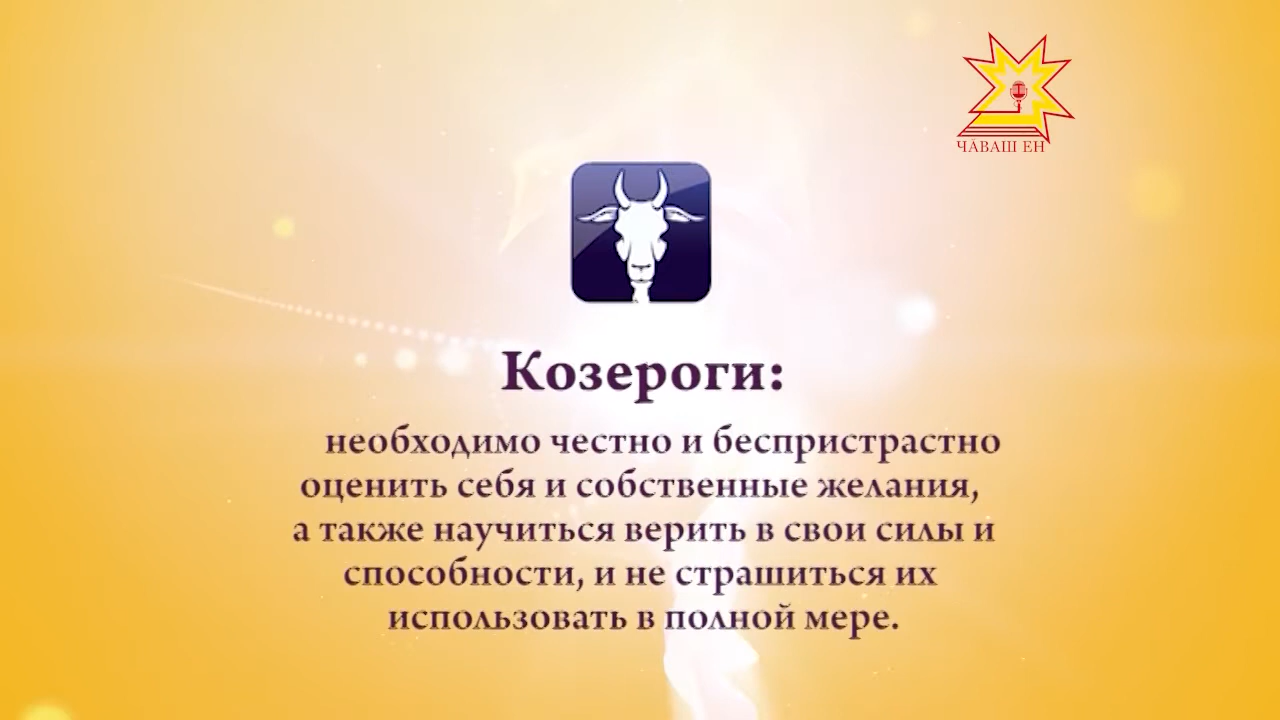 ЧӐВАШ ЕН
Козероги:
необходимо честно и беспристрастно
оценить себя и собственные желания,
а также научиться верить в свои силы и
способности, и не страшиться их
использовать в полной мере.